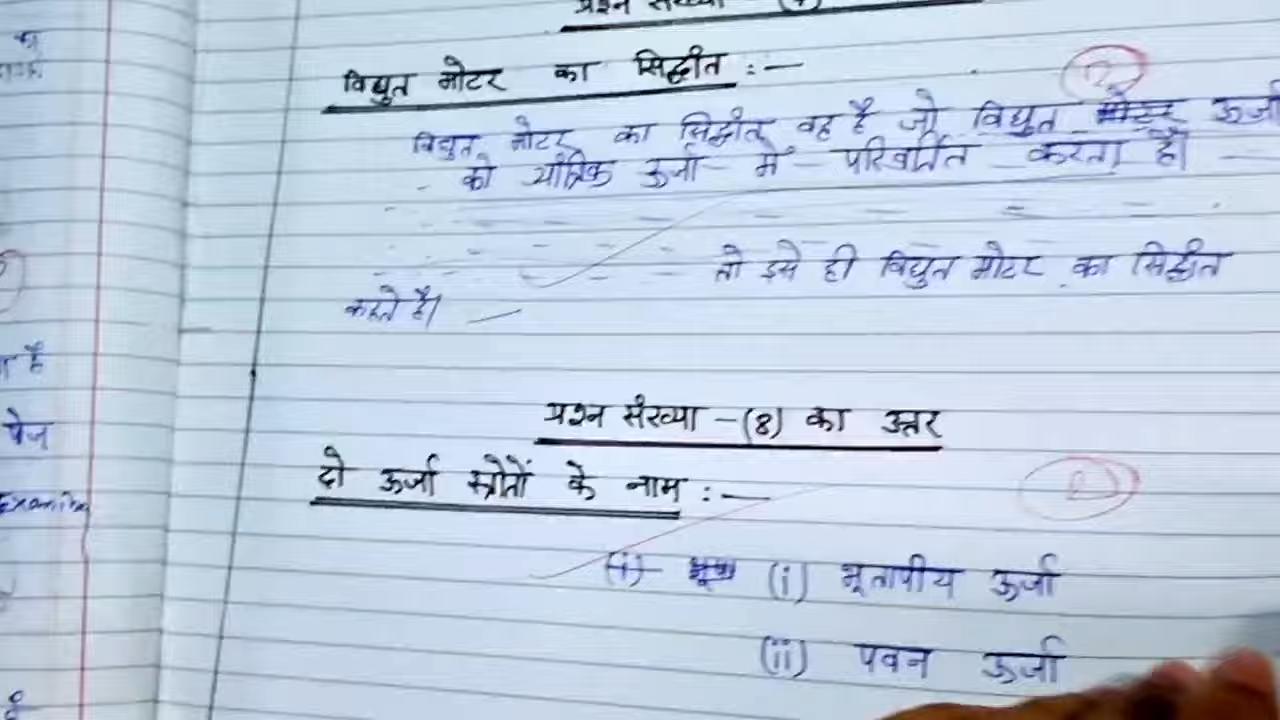 प्रश्न संख्या
विद्युत मोटर का सिद्धांत :-
विद्युत मोटर का सिद्धांत वह है जो विद्युत ऊर्जा
को यांत्रिक ऊर्जा में परिवर्तित करता है।
तो इसे ही विद्युत मोटर का सिद्धांत
कहते है।
प्रश्न संख्या -(8) का उत्तर
दो ऊर्जा स्त्रोतों के नाम :-
(i) (i) भूतापीय ऊर्जा
(ii) पवन ऊर्जा
है
पेज